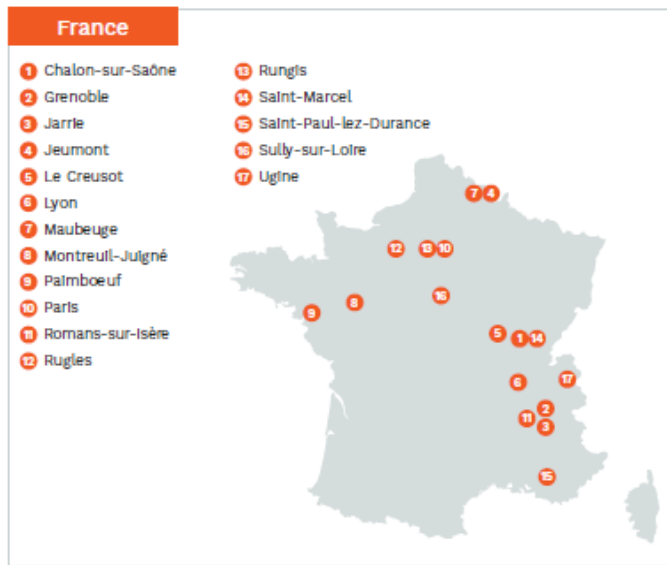 France
1 Chalon-sur-Saône
2 Grenoble
3 Jarrie
4 Jeumont
5 Le Creusot
6 Lyon
7 Maubeuge
8 Montreuil-Juigné
9 Paimboeuf
10 Paris
11 Romans-sur-Isère
12 Rugles
13 Rungis
14 Saint-Marcel
15 Saint-Paul-lez-Durance
16 Sully-sur-Loire
17 Ugine
7 4
12 13 10
16
8
9
5
1 14
6 17
2
11
3
15